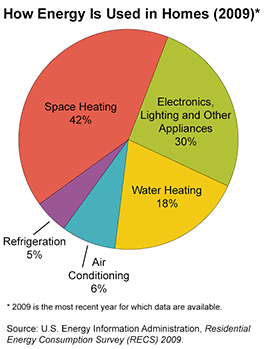 How Energy Is Used in Homes (2009)*
Space Heating
42%
Electronics,
Lighting and Other
Appliances
30%
Water Heating
18%
Refrigeration
5%
Air
Conditioning
6%
* 2009 is the most recent year for which data are available.
Source: U.S. Energy Information Administration, Residential
Energy Consumption Survey (RECS) 2009.